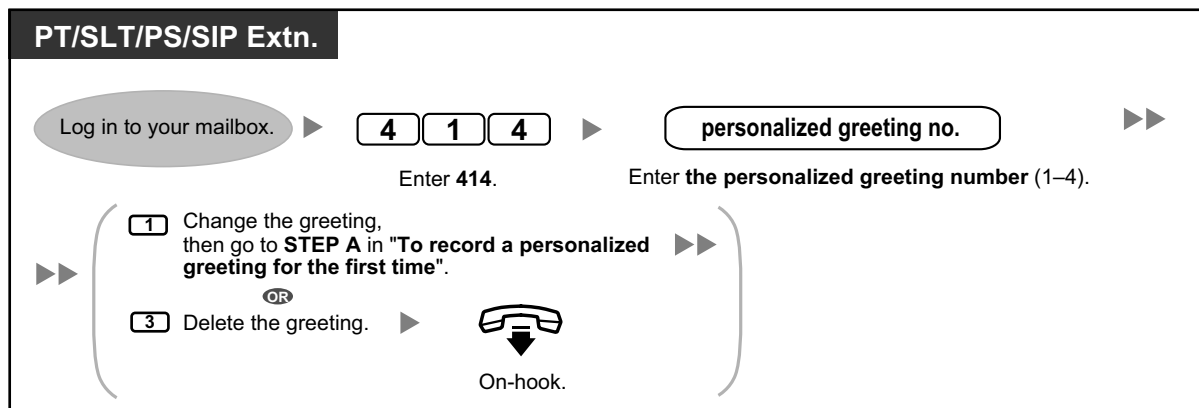 PT/SLT/PS/SIP Extn.
Log in to your mailbox.
4 1 4
personalized greeting no.
Enter 414.
Enter the personalized greeting number (1–4).
1 Change the greeting,
then go to STEP A in "To record a personalized
greeting for the first time".
OR
3 Delete the greeting.
On-hook.